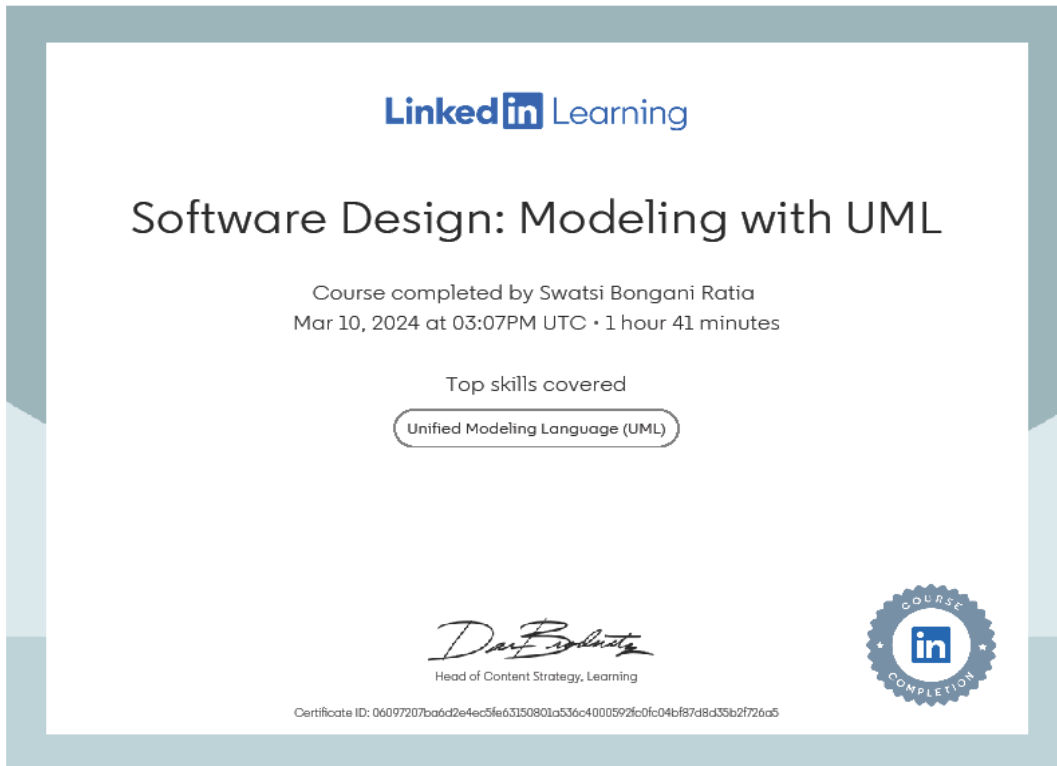 Linked in Learning
Software Design: Modeling with UML
Course completed by Swatsi Bongani Ratia
Mar 10, 2024 at 03:07PM UTC • 1 hour 41 minutes
Top skills covered
Unified Modeling Language (UML)
Head of Content Strategy, Learning
COURSE
in
COMPLETION
Certificate ID: 06097207ba6d2e4ec5fe63150801a536c4000592fc0fc04bf87d8d35b2f726a5